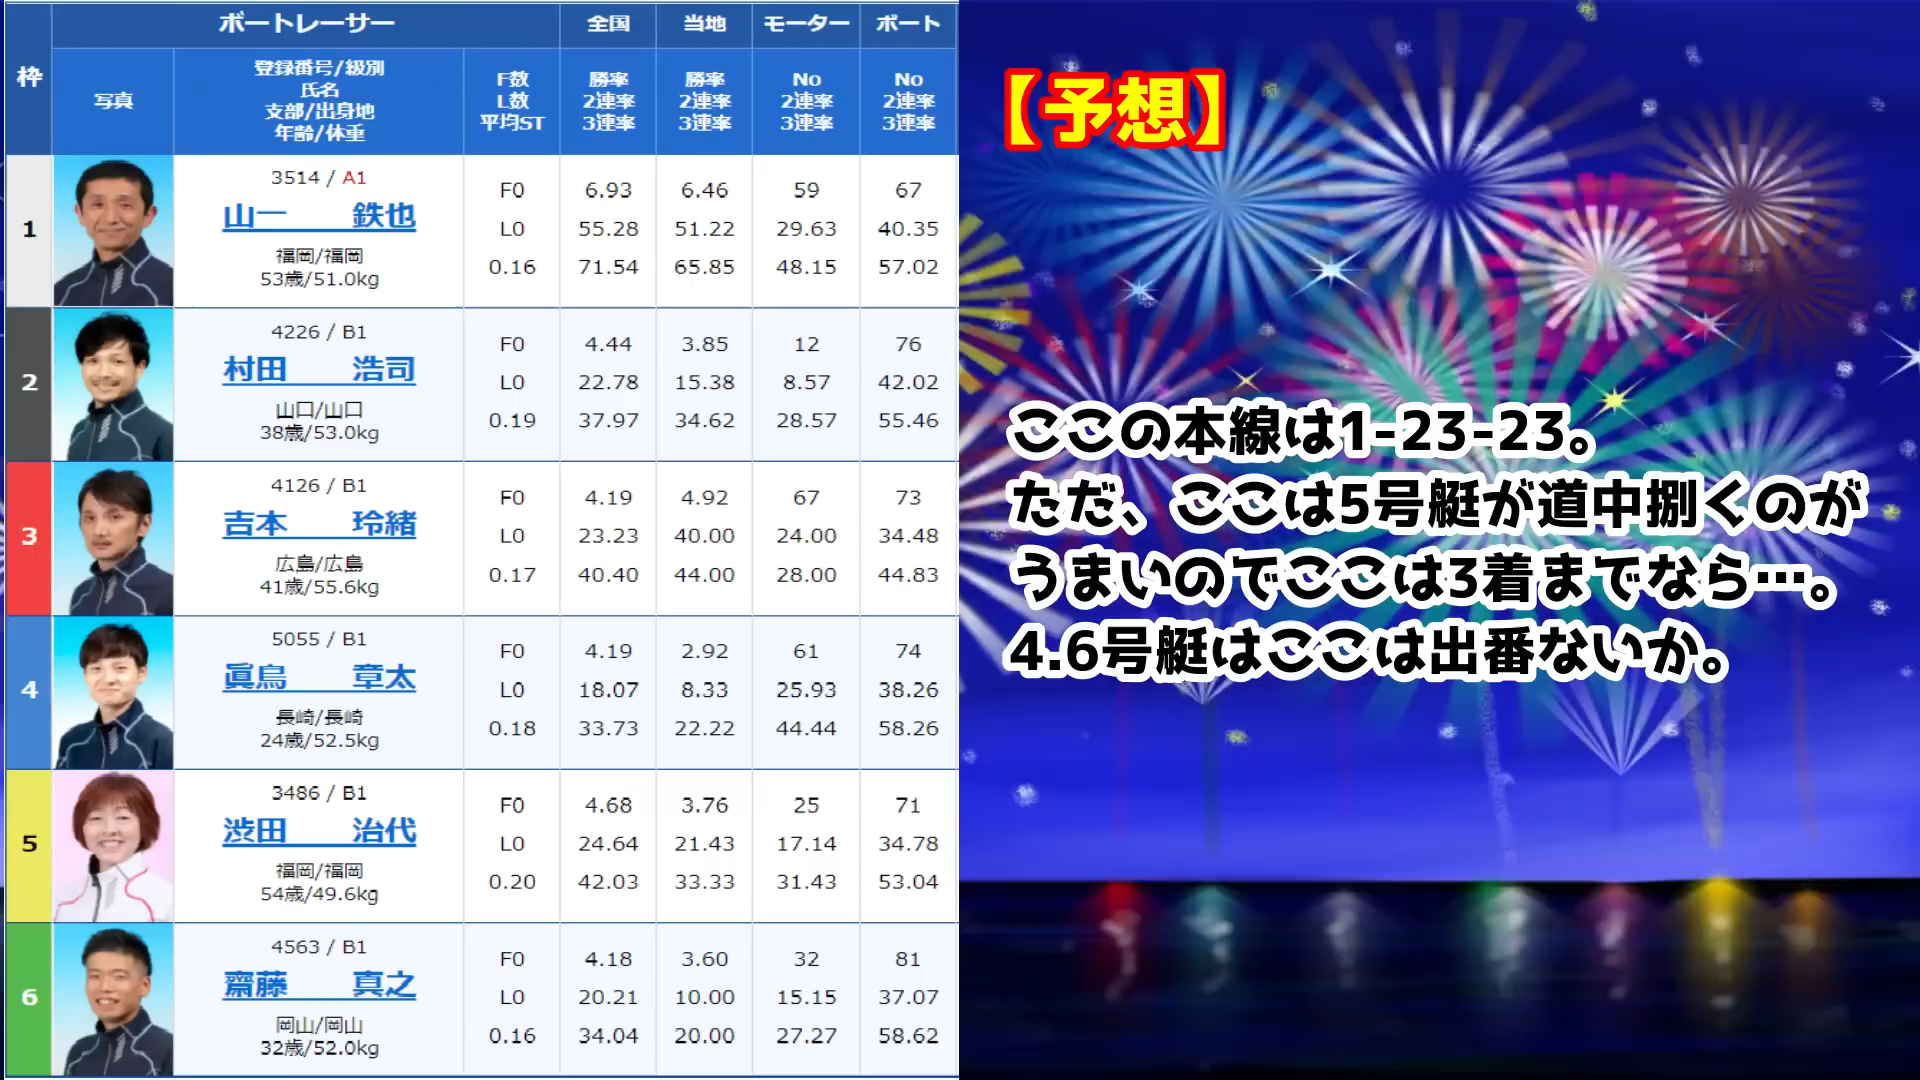 ボートレーサー 全国 当地 モーター ボート
枠 写真 登録番号/級別 氏名 支部/出身地 年齢/体重 F数 L数 平均ST 勝率 2連率 3連率 勝率 2連率 3連率 No 2連率 3連率 No 2連率 3連率
1
3514 / A1
山一 鉄也
福岡/福岡
53歳/51.0kg
F0 6.93 6.46 59 67
L0 55.28 51.22 29.63 40.35
0.16 71.54 65.85 48.15 57.02
2
4226 / B1
村田 浩司
山口/山口
38歳/53.0kg
F0 4.44 3.85 12 76
L0 22.78 15.38 8.57 42.02
0.19 37.97 34.62 28.57 55.46
3
4126 / B1
吉本 玲緒
広島/広島
41歳/55.6kg
F0 4.19 4.92 67 73
L0 23.23 40.00 24.00 34.48
0.17 40.40 44.00 28.00 44.83
4
5055 / B1
眞鳥 章太
長崎/長崎
24歳/52.5kg
F0 4.19 2.92 61 74
L0 18.07 8.33 25.93 38.26
0.18 33.73 22.22 44.44 58.26
5
3486 / B1
渋田 治代
福岡/福岡
54歳/49.6kg
F0 4.68 3.76 25 71
L0 24.64 21.43 17.14 34.78
0.20 42.03 33.33 31.43 53.04
6
4563 / B1
齋藤 真之
岡山/岡山
32歳/52.0kg
F0 4.18 3.60 32 81
L0 20.21 10.00 15.15 37.07
0.16 34.04 20.00 27.27 58.62
【予想】
ここの本線は1-23-23。
ただ、ここは5号艇が道中捌くのが
うまいのでここは3着までなら…。
4.6号艇はここは出番ないか。